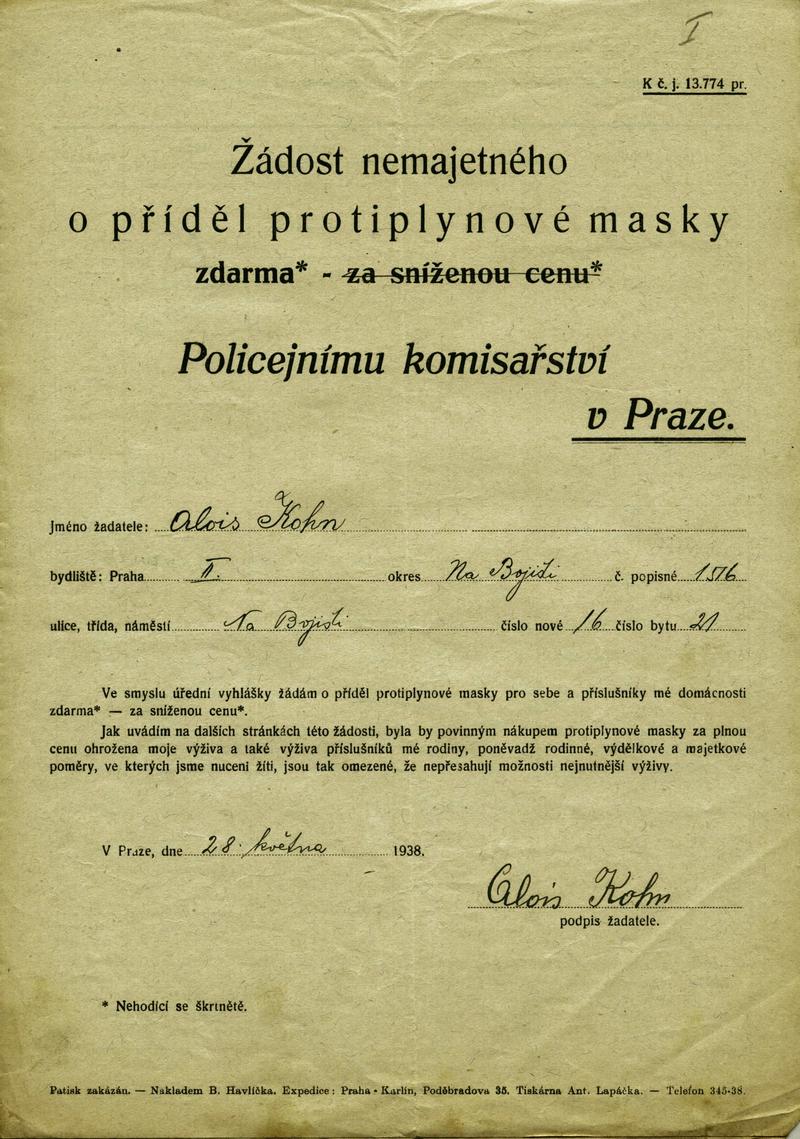 I
K č. j. 13.774 pr.
Žádost nemajetného
o příděl protiplynové masky
zdarma* - za sníženou cenu*
Policejnímu komisařství
v Praze.
Jméno žadatele: Alois Kohn
bydliště: Praha II. okres Na Bojišti č. popisné 1576
ulice, třída, náměstí Na Bojišti číslo nové 16 číslo bytu 21
Ve smyslu úřední vyhlášky žádám o příděl protiplynové masky pro sebe a příslušníky mé domácnosti
zdarma* — za sníženou cenu*.
Jak uvádím na dalších stránkách této žádosti, byla by povinným nákupem protiplynové masky za plnou
cenu ohrožena moje výživa a také výživa příslušníků mé rodiny, poněvadž rodinné, výdělkové a majetkové
poměry, ve kterých jsme nuceni žíti, jsou tak omezené, že nepřesahují možnosti nejnutnější výživy.
V Praze, dne 28. května 1938.
Alois Kohn
podpis žadatele.
* Nehodící se škrtnětě.
Patisk zakázán. — Nakladem B. Havlíčka. Expedice: Praha - Karlín, Poděbradova 35. Tiskárna Ant. Lapáčka. — Telefon 345-38.